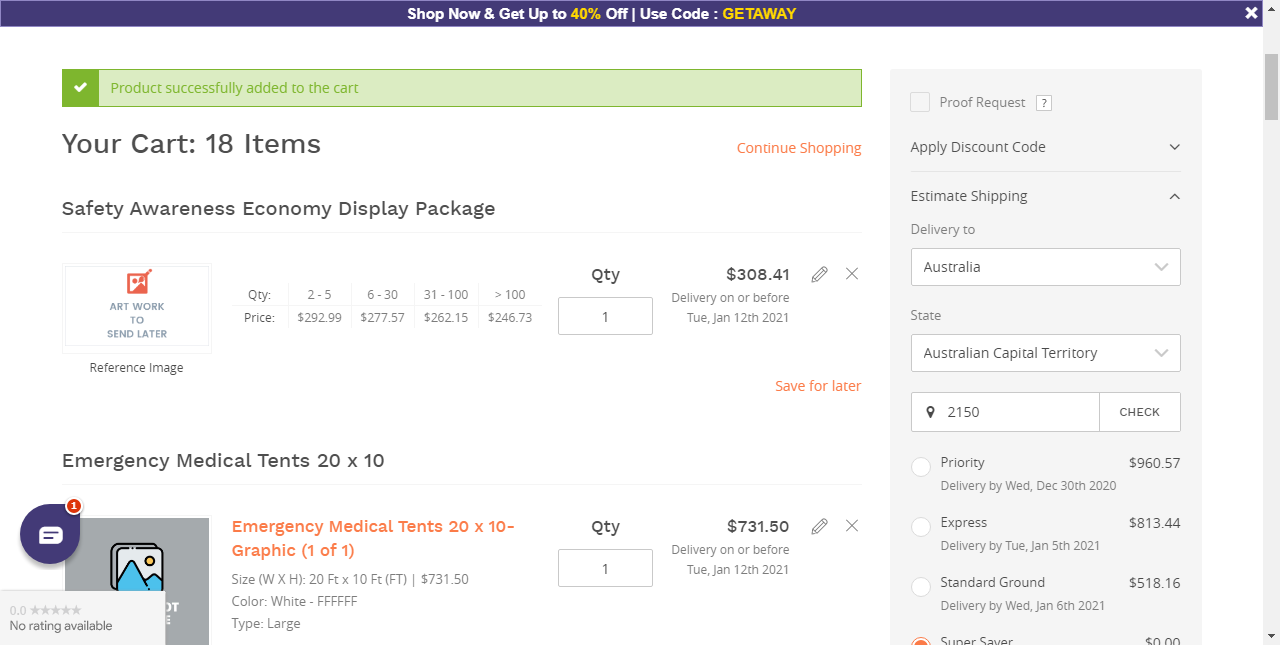 Shop Now & Get Up to 40% Off | Use Code : GETAWAY
Product successfully added to the cart
Your Cart: 18 Items
Continue Shopping
Safety Awareness Economy Display Package
ART WORK
TO
SEND LATER
Reference Image
Qty: 2 - 5 6 - 30 31 - 100 > 100
Price: $292.99 $277.57 $262.15 $246.73
Qty
1
$308.41
Delivery on or before
Tue, Jan 12th 2021
Save for later
Emergency Medical Tents 20 x 10
Emergency Medical Tents 20 x 10-
Graphic (1 of 1)
Size (W X H): 20 Ft x 10 Ft (FT) | $731.50
Color: White - FFFFFF
Type: Large
Qty
1
$731.50
Delivery on or before
Tue, Jan 12th 2021
1
0.0
No rating available
Proof Request ?
Apply Discount Code
Estimate Shipping
Delivery to
Australia
State
Australian Capital Territory
2150 CHECK
Priority $960.57
Delivery by Wed, Dec 30th 2020
Express $813.44
Delivery by Tue, Jan 5th 2021
Standard Ground $518.16
Delivery by Wed, Jan 6th 2021
Super Saver $0.00